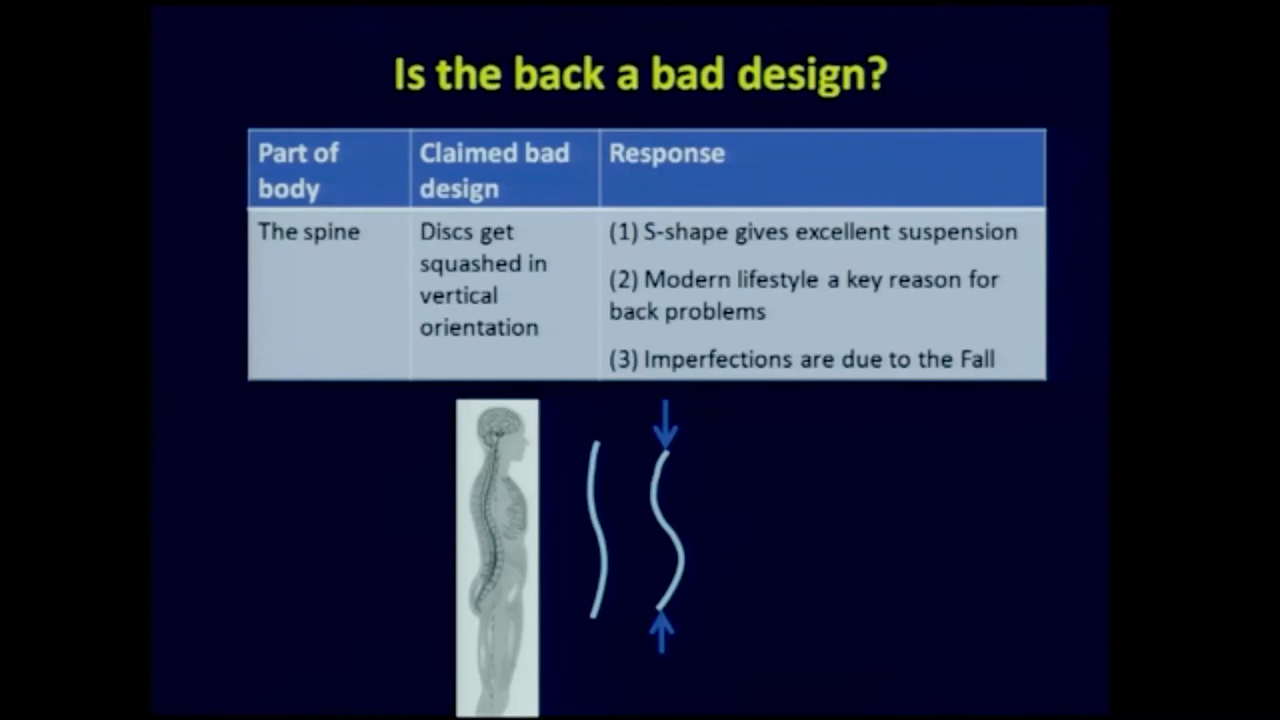 Is the back a bad design?
Part of
body
Claimed bad
design
Response
The spine
Discs get
squashed in
vertical
orientation
(1) S-shape gives excellent suspension
(2) Modern lifestyle a key reason for
back problems
(3) Imperfections are due to the Fall